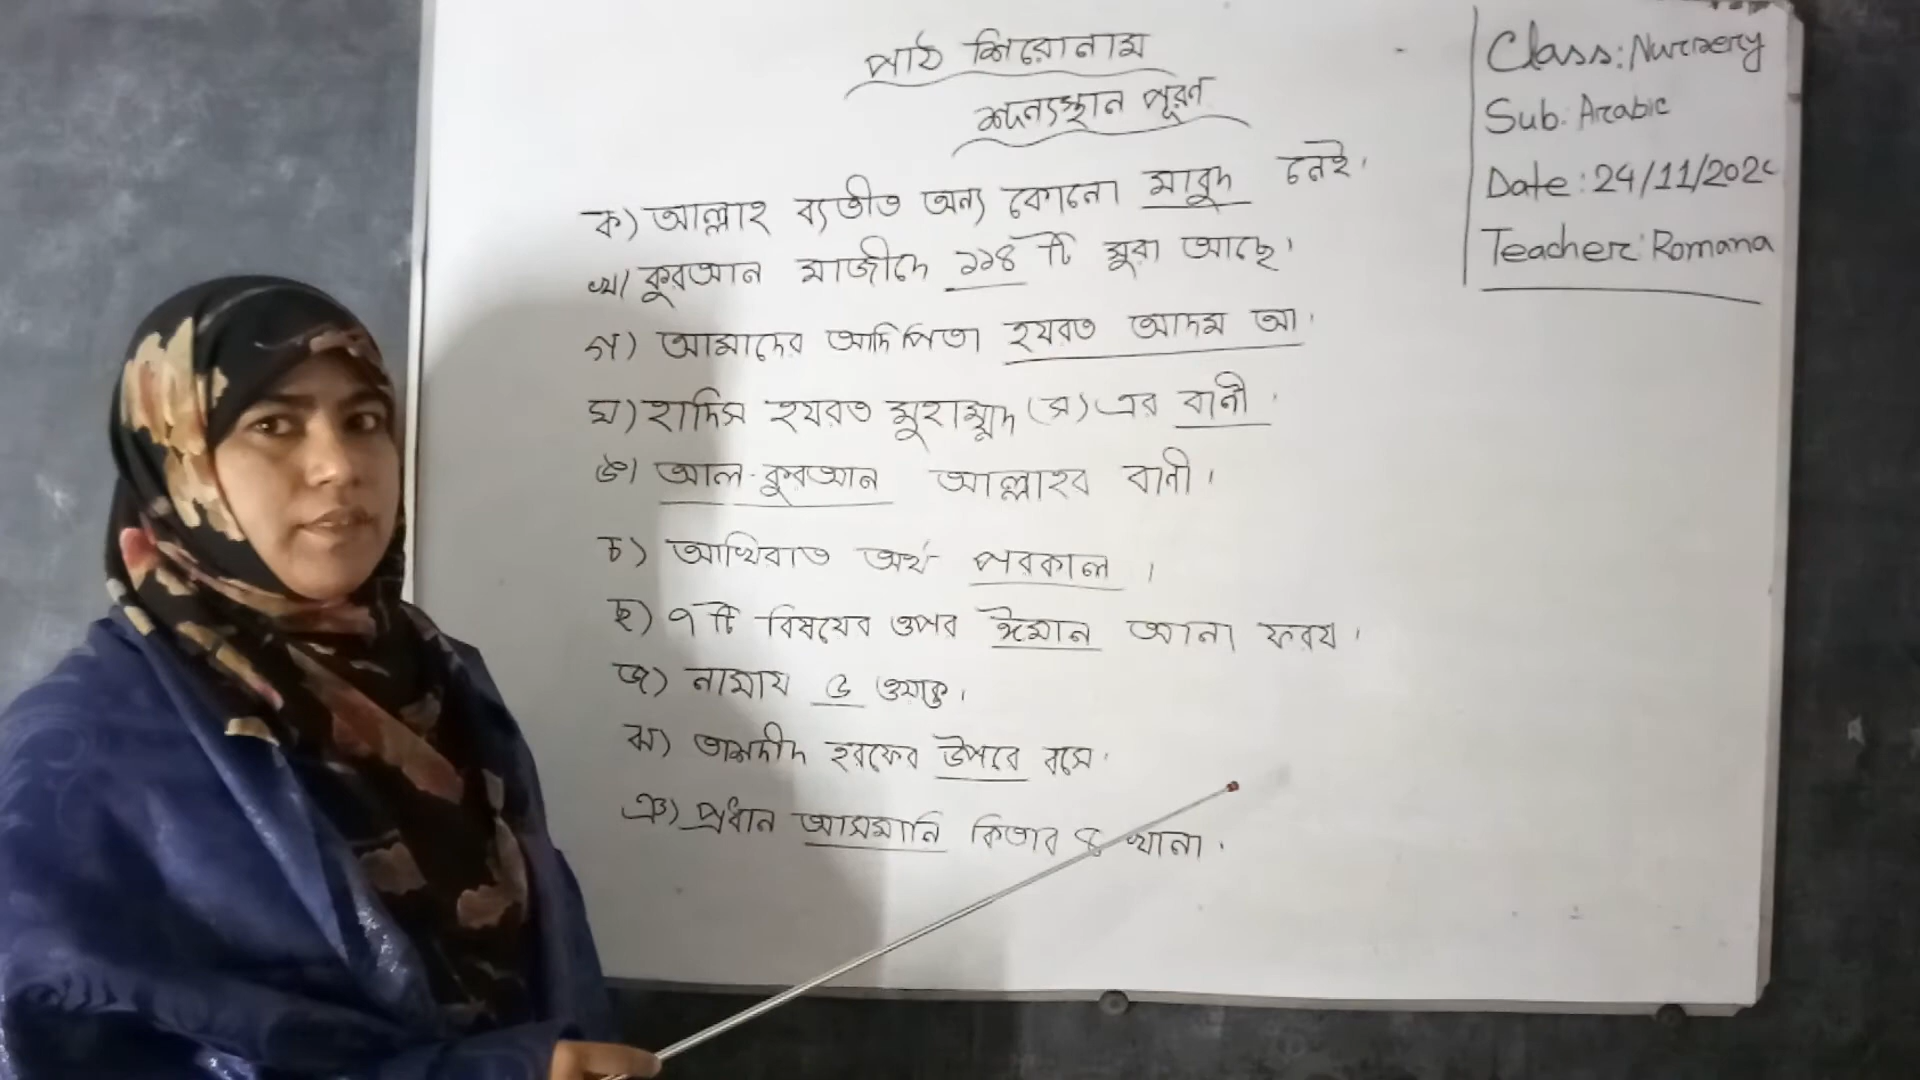 পাঠ শিরোনাম
শূন্যস্থান পূরণ
ক) আল্লাহ ব্যতীত অন্য কোনো মাবুদ নেই।
খ) কুরআন মাজীদে ১১৪ টি সুরা আছে।
গ) আমাদের আদিপিতা হযরত আদম আ।
ঘ) হাদিস হযরত মুহাম্মদ (স) এর বানী।
ঙ) আল-কুরআন আল্লাহর বাণী।
চ) আখিরাত অর্থ পরকাল।
ছ) ৭টি বিষয়ের ওপর ঈমান আনা ফরয।
জ) নামায ৫ ওয়াক্ত।
ঝ) তাশদীদ হরফের উপরে বসে।
ঞ) প্রধান আসমানি কিতাব ৪ খানা।
Class: Nursery
Sub: Arabic
Date: 24/11/202
Teacher: Romana